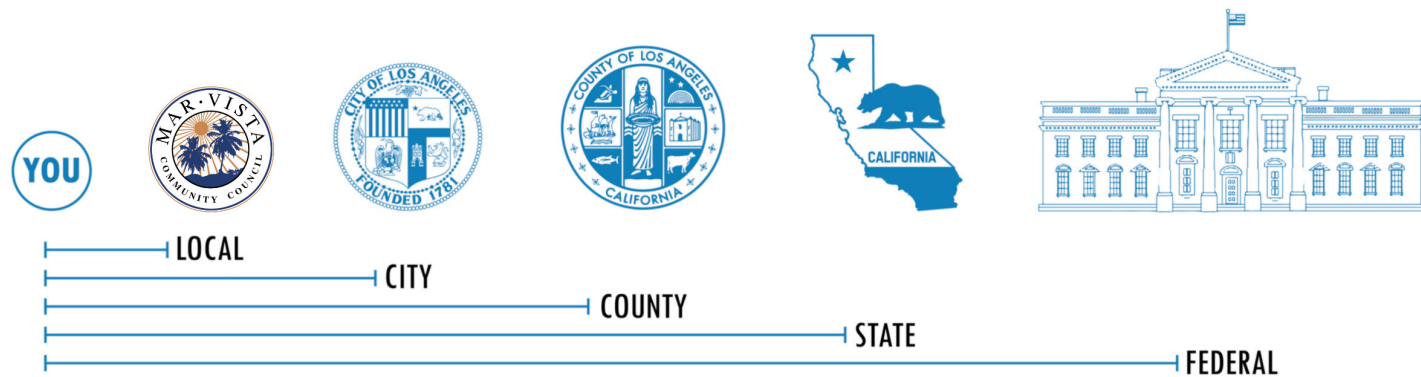 YOU
MAR · VISTA
COMMUNITY COUNCIL
CITY OF LOS ANGELES
FOUNDED 1781
COUNTY OF LOS ANGELES
CALIFORNIA
CALIFORNIA
LOCAL
CITY
COUNTY
STATE
FEDERAL